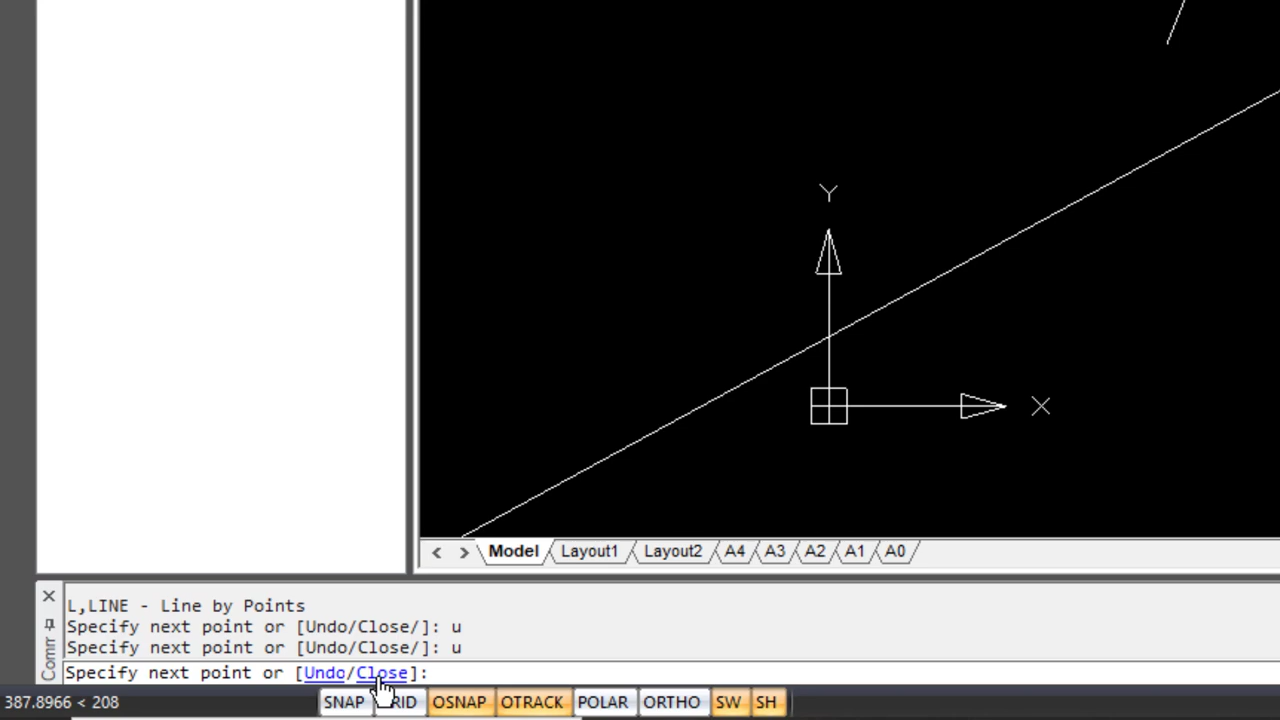 Y
X
Model Layout1 Layout2 A4 A3 A2 A1 A0
L,LINE - Line by Points
Specify next point or [Undo/Close/]: u
Specify next point or [Undo/Close/]: u
Comm
Specify next point or [Undo/Close]:
387.8966 < 208 SNAP OSNAP OTRACK POLAR ORTHO SW SH